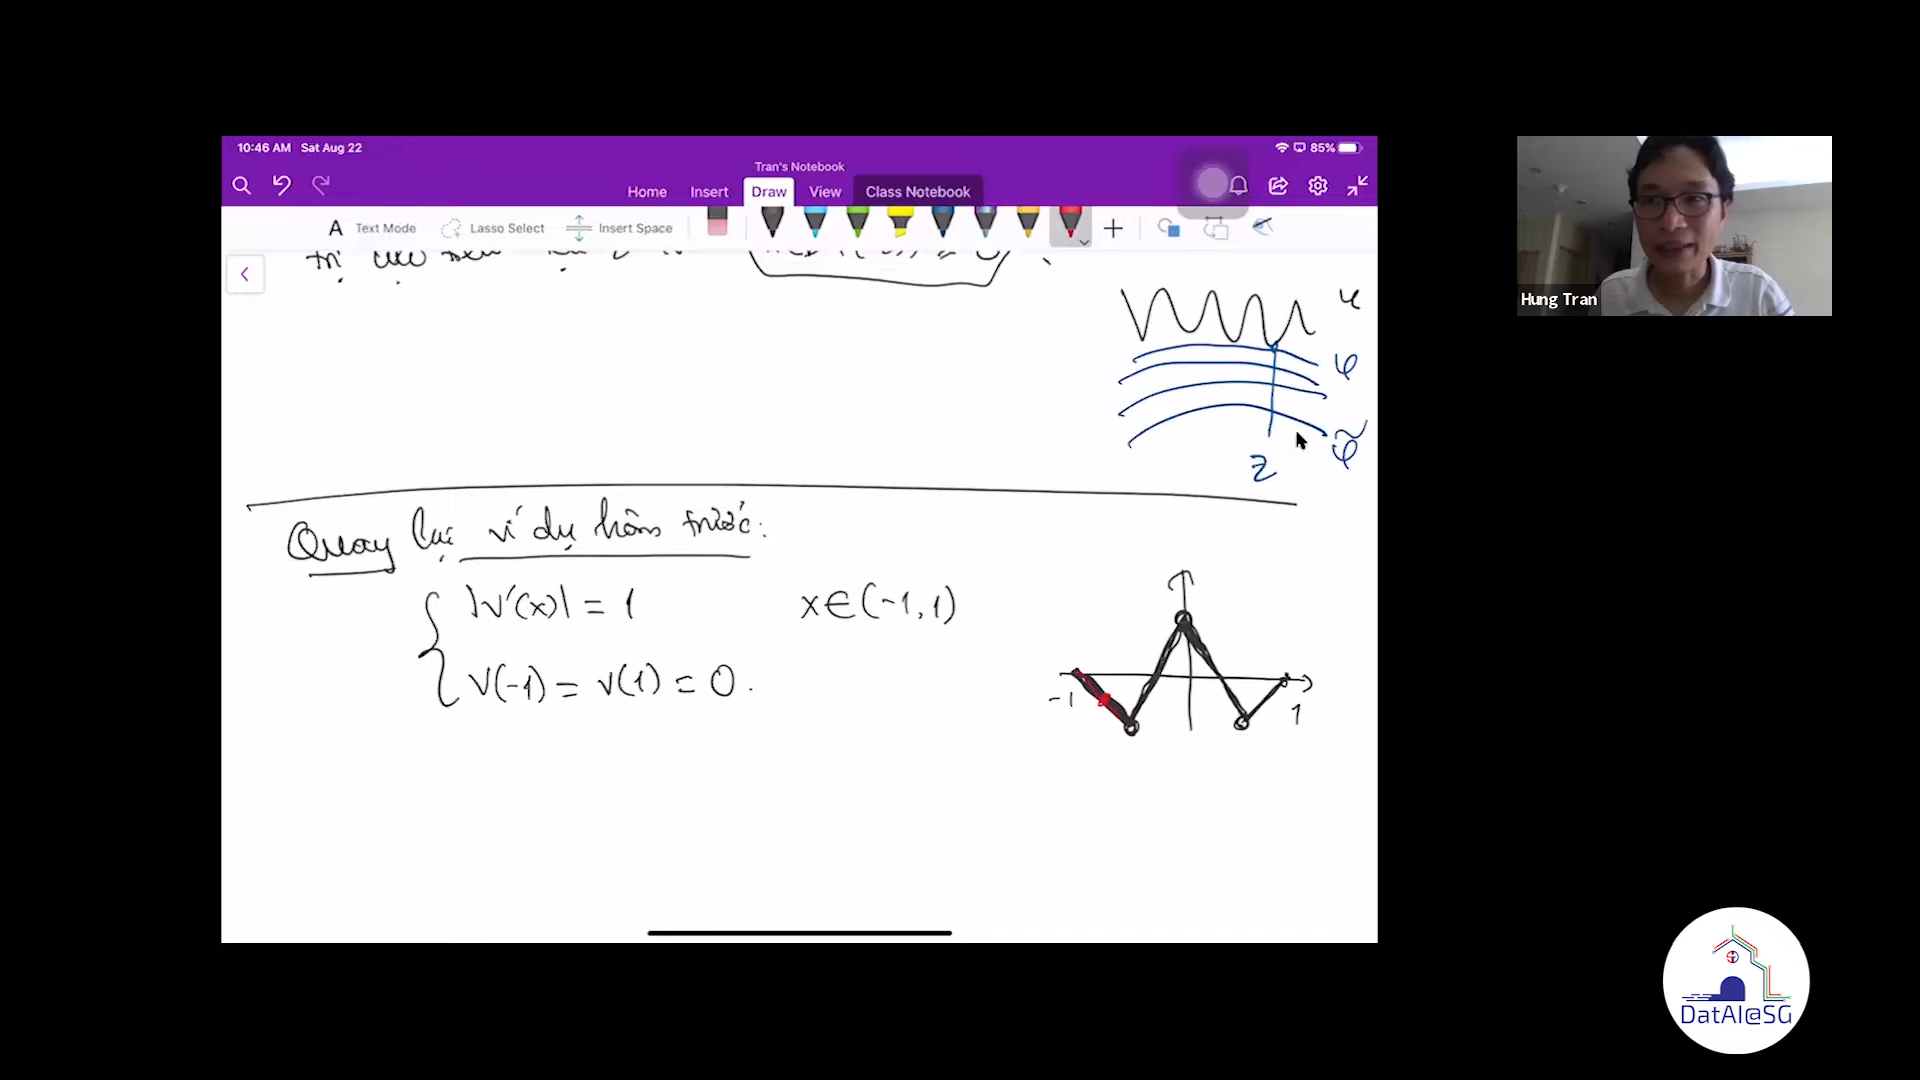 10:46 AM Sat Aug 22
85%
Tran's Notebook
Home Insert Draw View Class Notebook
A Text Mode Lasso Select Insert Space
u
φ
φ̃
z
Quay lại ví dụ hôm trước:
|v'(x)| = 1 x∈(-1,1)
v(-1) = v(1) = 0.
-1 1
Hung Tran
DatAI@SG